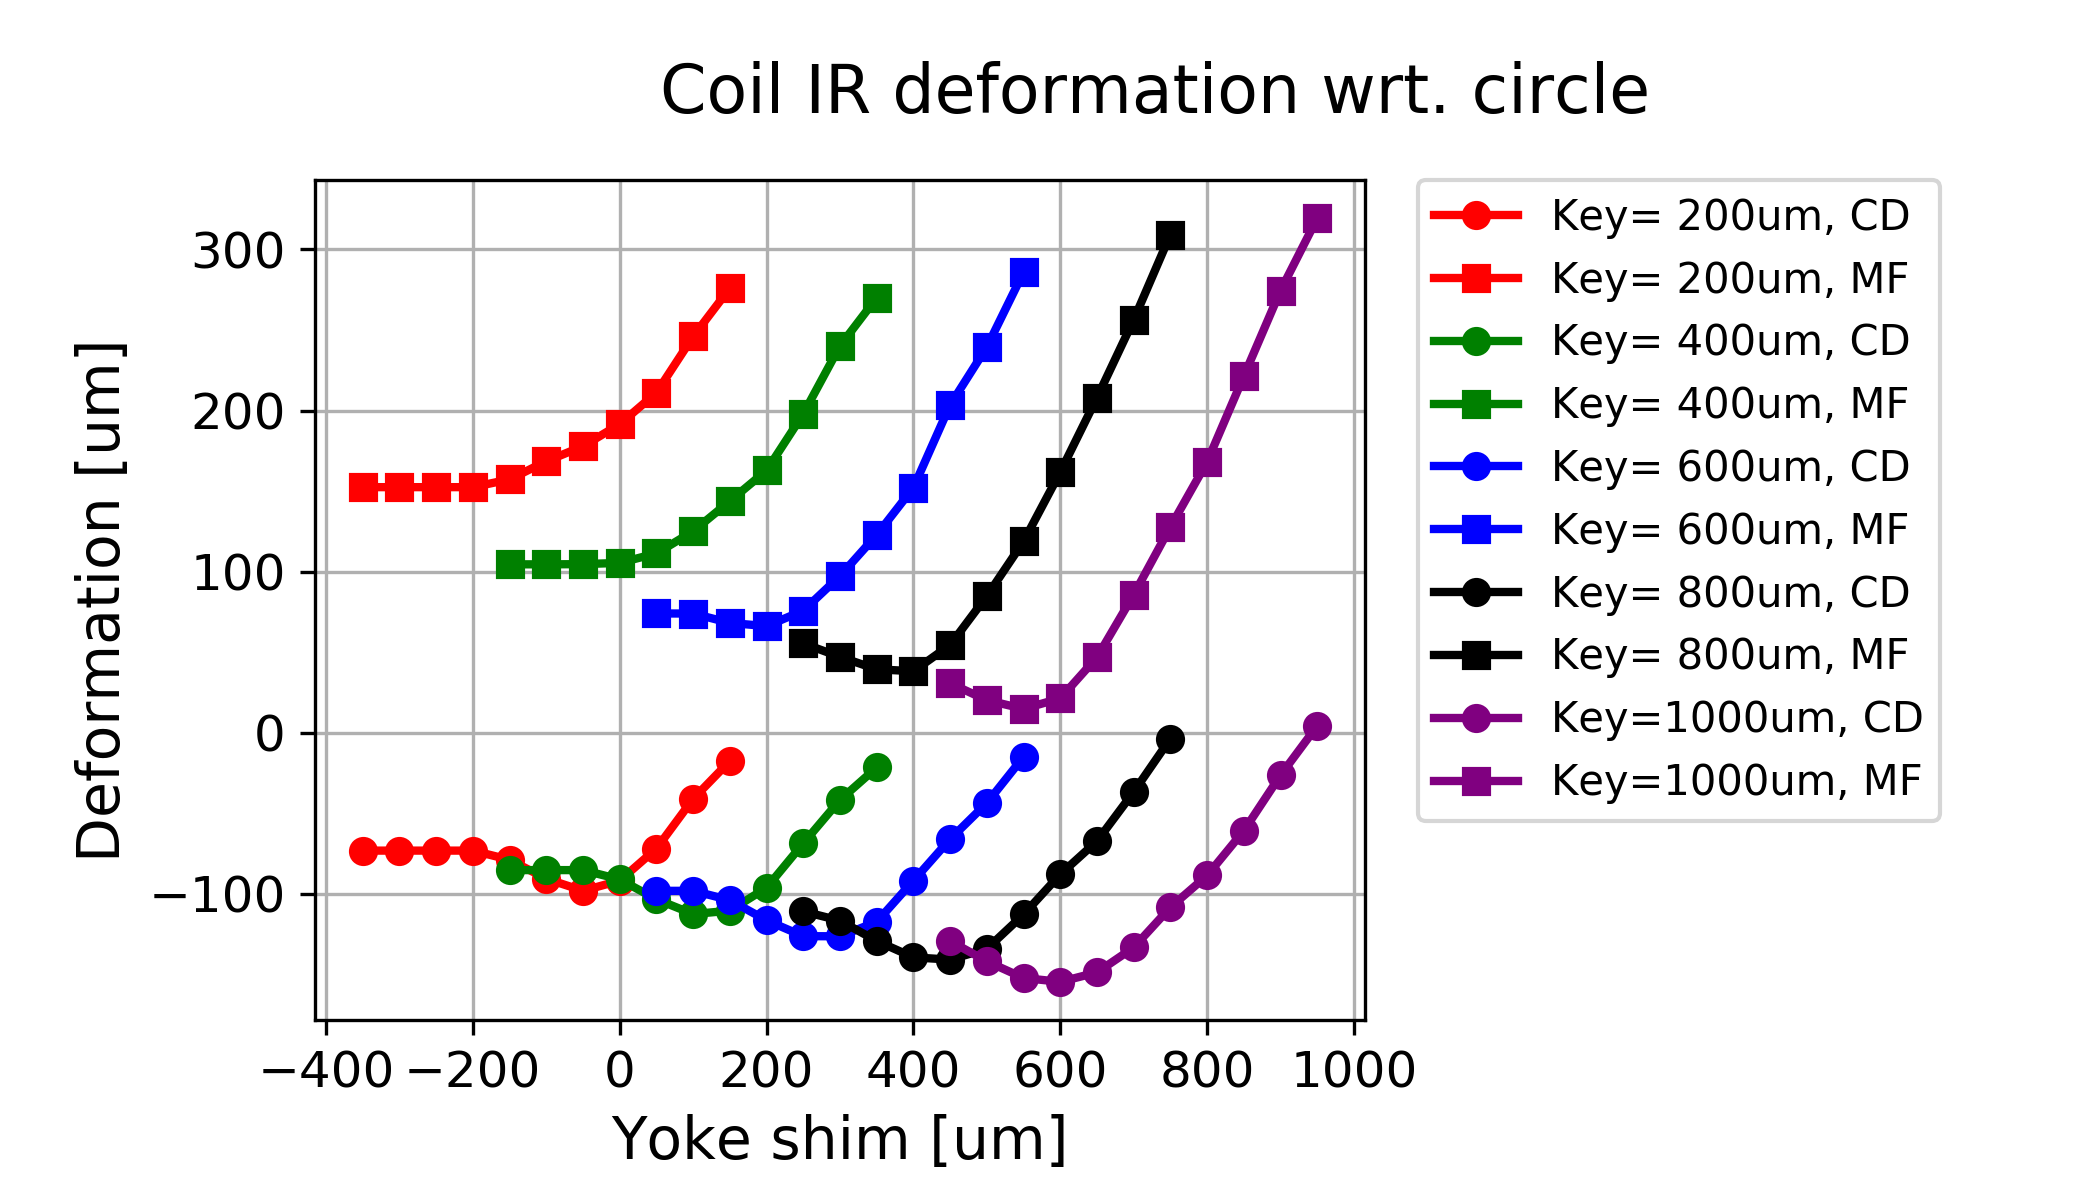 Coil IR deformation wrt. circle
300
200
100
0
−100
Deformation [um]
−400
−200
0
200
400
600
800
1000
Yoke shim [um]
Key= 200um, CD
Key= 200um, MF
Key= 400um, CD
Key= 400um, MF
Key= 600um, CD
Key= 600um, MF
Key= 800um, CD
Key= 800um, MF
Key=1000um, CD
Key=1000um, MF